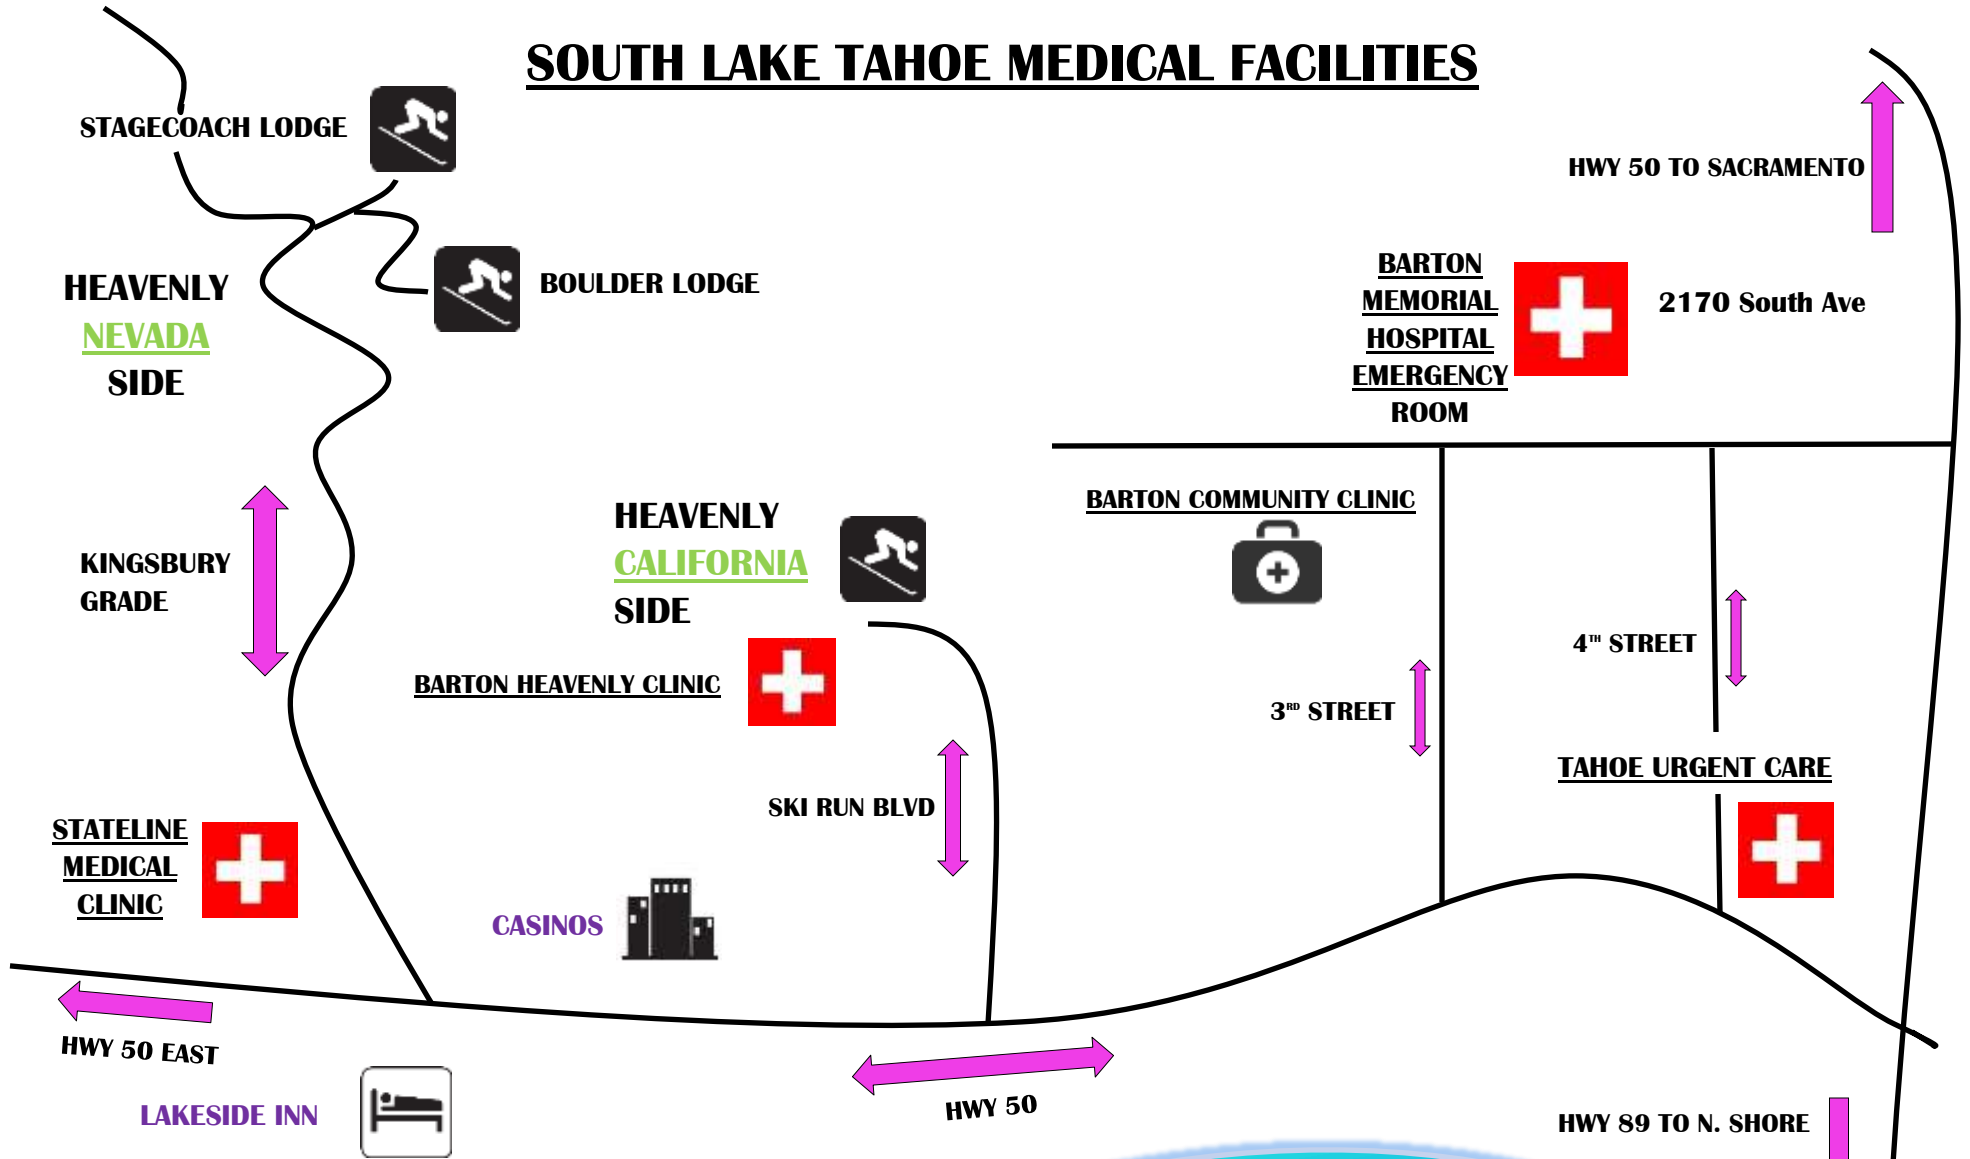 SOUTH LAKE TAHOE MEDICAL FACILITIES
STAGECOACH LODGE
HWY 50 TO SACRAMENTO
HEAVENLY
NEVADA
SIDE
BOULDER LODGE
BARTON
MEMORIAL
HOSPITAL
EMERGENCY
ROOM
2170 South Ave
KINGSBURY
GRADE
HEAVENLY
CALIFORNIA
SIDE
BARTON COMMUNITY CLINIC
BARTON HEAVENLY CLINIC
4TH STREET
3RD STREET
SKI RUN BLVD
TAHOE URGENT CARE
STATELINE
MEDICAL
CLINIC
CASINOS
HWY 50 EAST
LAKESIDE INN
HWY 50
HWY 89 TO N. SHORE